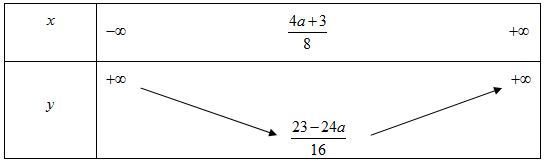 x −∞ (4a+3)/8 +∞
+∞ +∞
y
(23−24a)/16